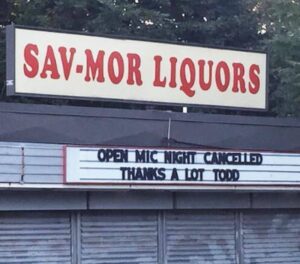 SAV-MOR LIQUORS
OPEN MIC NIGHT CANCELLED
THANKS A LOT TODD